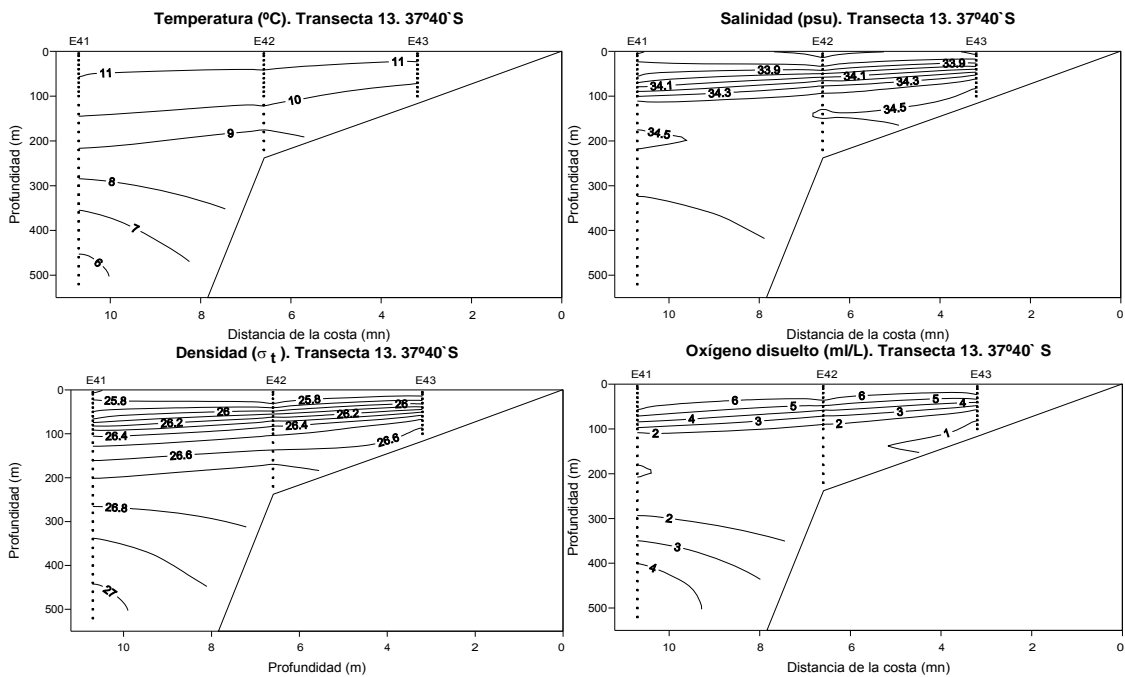 Temperatura (ºC). Transecta 13. 37º40`S
E41 E42 E43
0
11 11
100
10
9
200
8
300
7
400
6
500
Profundidad (m)
10 8 6 4 2 0
Distancia de la costa (mn)
Salinidad (psu). Transecta 13. 37º40`S
E41 E42 E43
0
33.9 33.9
34.1 34.1
100
34.3 34.3
34.5
200
34.5
300
400
500
Profundidad (m)
10 8 6 4 2 0
Distancia de la costa (mn)
Densidad (σ t ). Transecta 13. 37º40`S
E41 E42 E43
0
25.8 25.8
26 26
26.2 26.2
26.4 26.4
100
26.6 26.6
200
26.8
300
400
27
500
Profundidad (m)
10 8 6 4 2 0
Profundidad (m)
Oxígeno disuelto (ml/L). Transecta 13. 37º40` S
E41 E42 E43
0
6 6
5 5
4 4
3 3
2 2
100
1
200
2
300
3
4
400
500
Profundidad (m)
10 8 6 4 2 0
Distancia de la costa (mn)